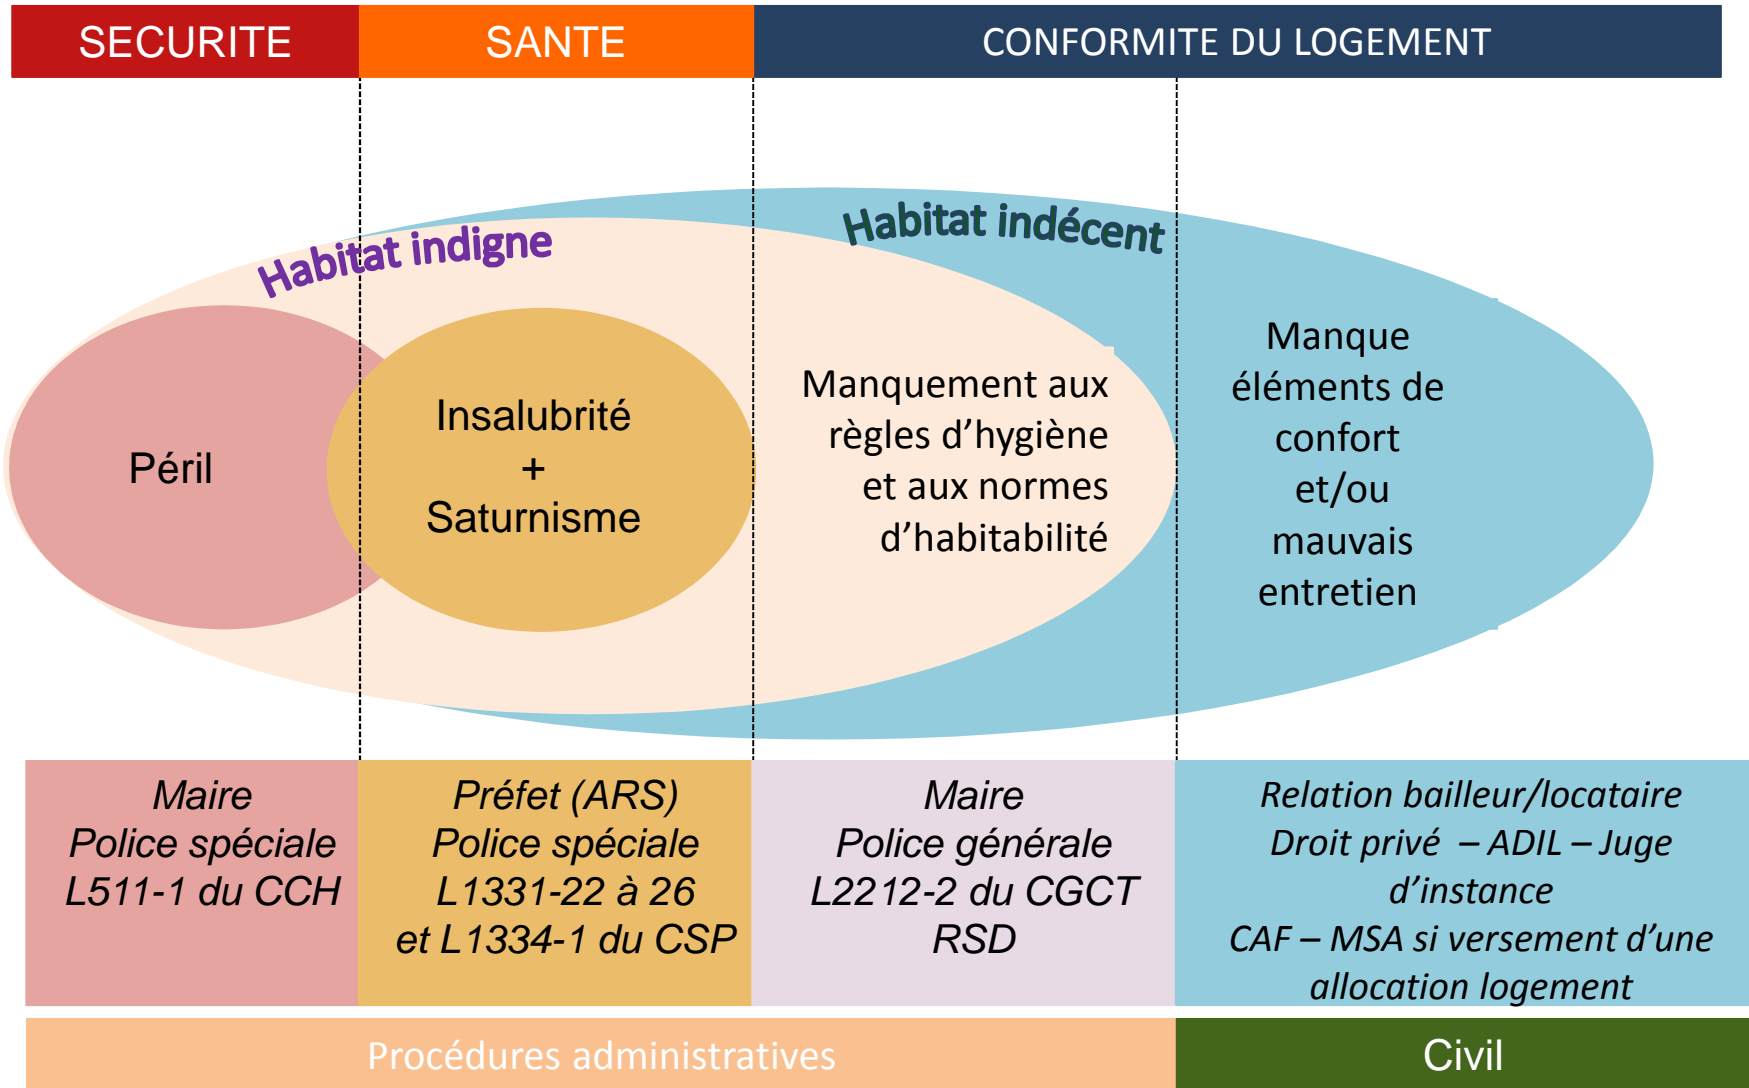 SECURITE
SANTE
CONFORMITE DU LOGEMENT
Habitat indigne
Habitat indécent
Péril
Insalubrité
+
Saturnisme
Manquement aux
règles d’hygiène
et aux normes
d’habitabilité
Manque
éléments de
confort
et/ou
mauvais
entretien
Maire
Police spéciale
L511-1 du CCH
Préfet (ARS)
Police spéciale
L1331-22 à 26
et L1334-1 du CSP
Maire
Police générale
L2212-2 du CGCT
RSD
Relation bailleur/locataire
Droit privé – ADIL – Juge
d’instance
CAF – MSA si versement d’une
allocation logement
Procédures administratives
Civil